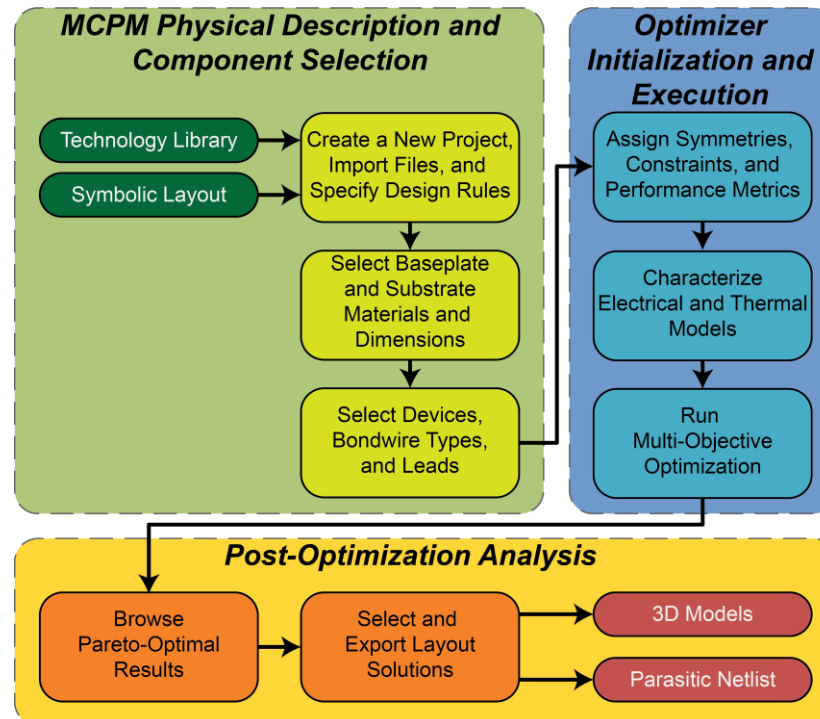 MCPM Physical Description and
Component Selection
Technology Library
Symbolic Layout
Create a New Project,
Import Files, and
Specify Design Rules
Select Baseplate
and Substrate
Materials and
Dimensions
Select Devices,
Bondwire Types,
and Leads
Optimizer
Initialization and
Execution
Assign Symmetries,
Constraints, and
Performance Metrics
Characterize
Electrical and Thermal
Models
Run
Multi-Objective
Optimization
Post-Optimization Analysis
Browse
Pareto-Optimal
Results
Select and
Export Layout
Solutions
3D Models
Parasitic Netlist